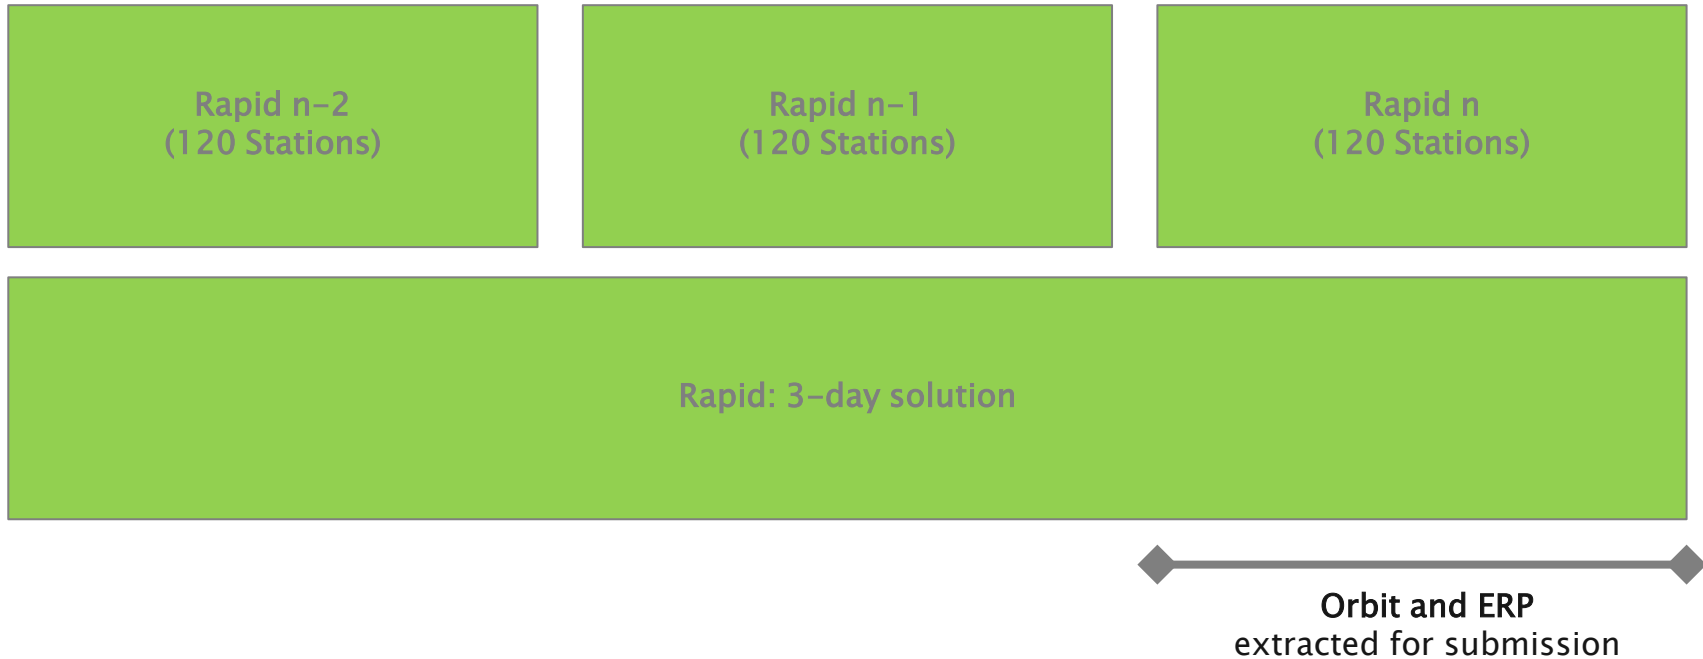 Rapid n–2
(120 Stations)
Rapid n–1
(120 Stations)
Rapid n
(120 Stations)
Rapid: 3–day solution
Orbit and ERP
extracted for submission